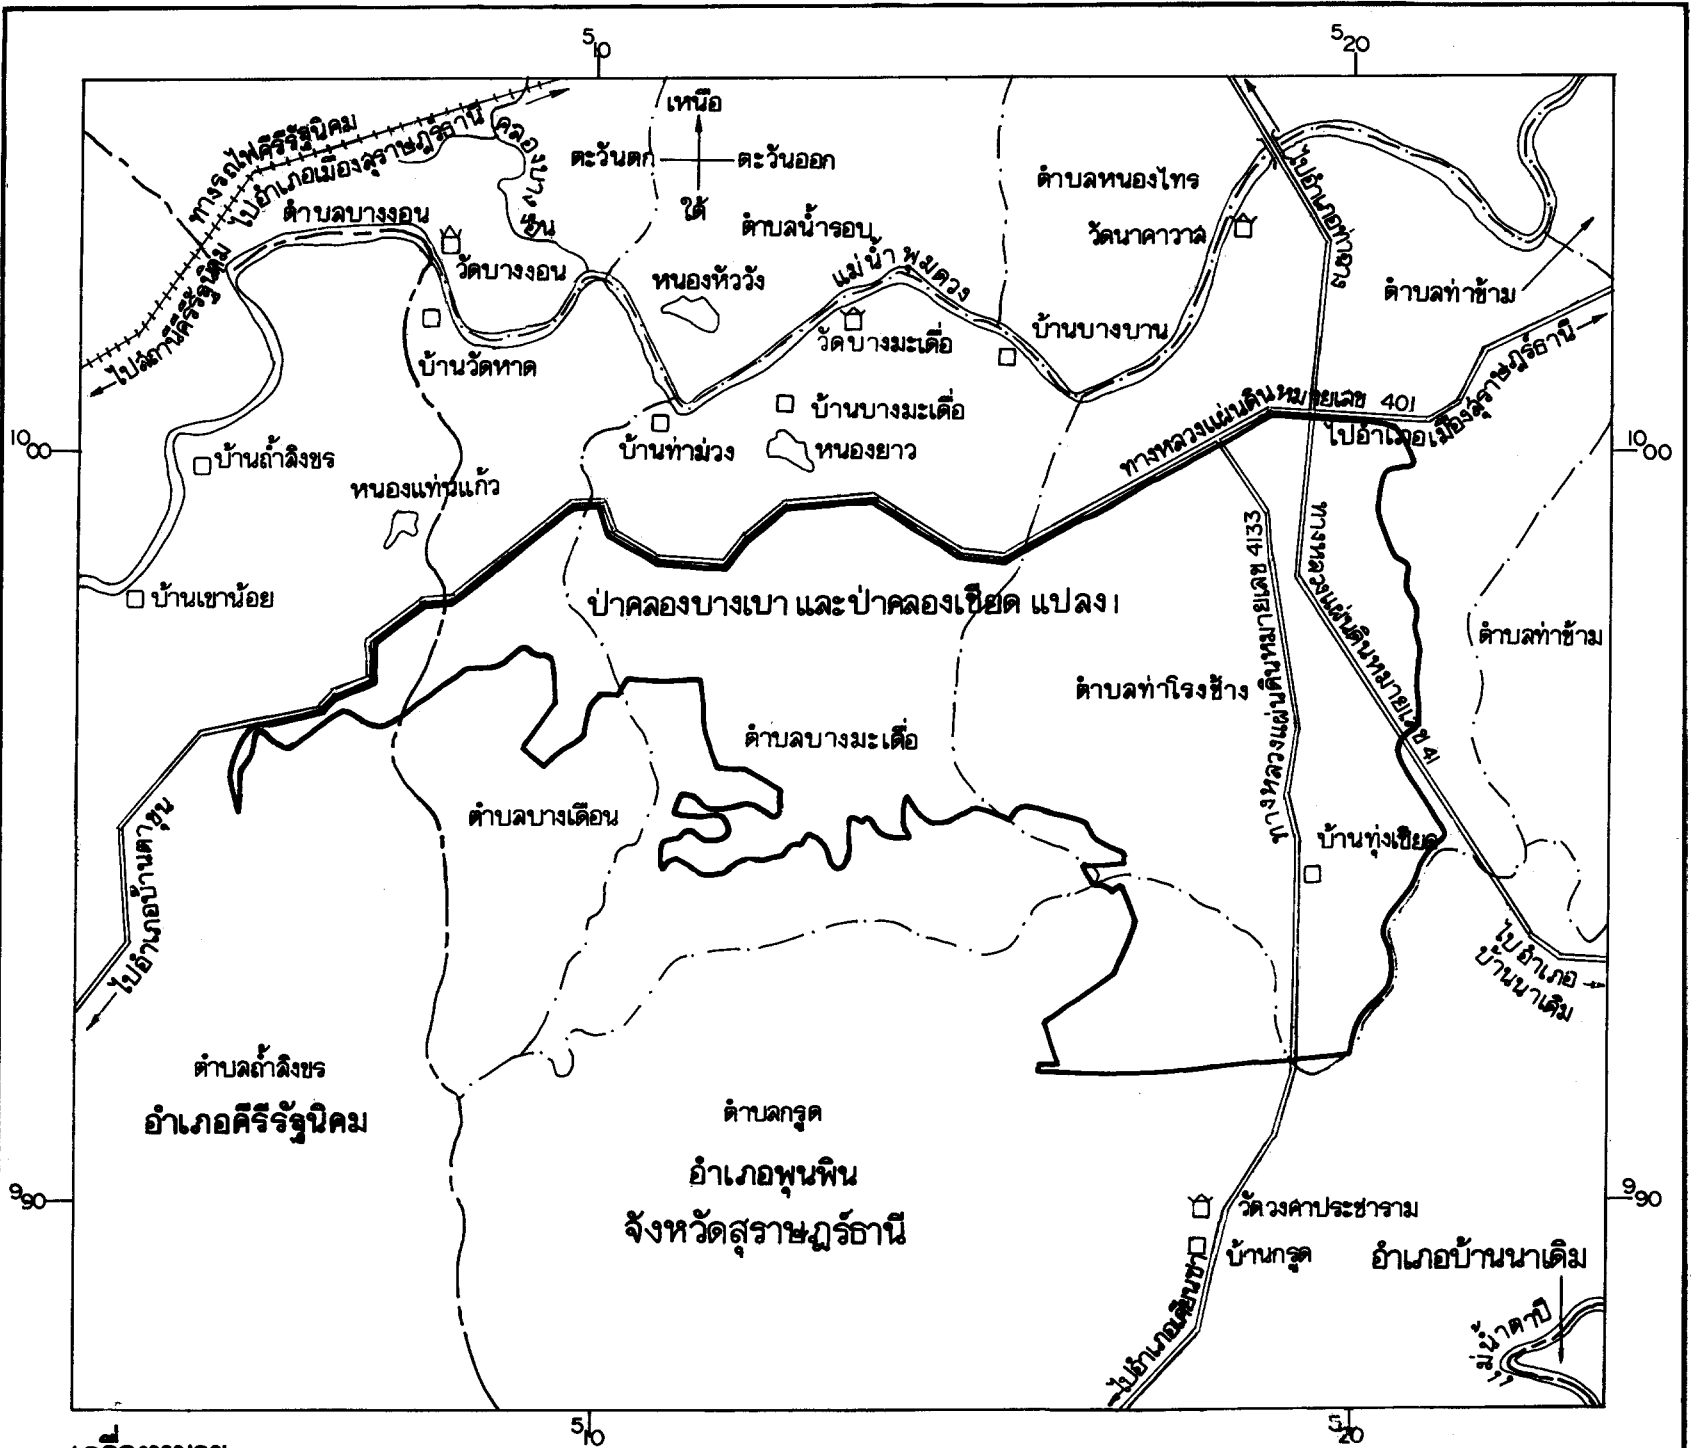 510
520
เหนือ
ทางรถไฟคีรีรัฐนิคม
ไปอำเภอเมืองสุราษฎร์ธานี
คลองบางงอน
ตะวันตก
ตะวันออก
ไปอำเภอท่าฉาง
ตำบลหนองไทร
ใต้
ตำบลบางงอน
ตำบลน้ำรอบ
วัดนาคาวาส
วัดบางงอน
หนองหัววัง
แม่น้ำ พุมดวง
ตำบลท่าข้าม
ไปสถานีคีรีรัฐนิคม
บ้านวัดหาด
วัดบางมะเดื่อ
บ้านบางบาน
บ้านบางมะเดื่อ
ทางหลวงแผ่นดินหมายเลข 401
ไปอำเภอเมืองสุราษฎร์ธานี
1000
บ้านถ้ำสิงขร
บ้านท่าม่วง
หนองยาว
1000
หนองแท่นแก้ว
บ้านเขาน้อย
ป่าคลองบางเบา และป่าคลองเชียด แปลง 1
ทางหลวงแผ่นดินหมายเลข 4133
ทางหลวงแผ่นดินหมายเลข 41
ตำบลท่าข้าม
ตำบลท่าโรงช้าง
ตำบลบางมะเดื่อ
ตำบลบางเดือน
บ้านทุ่งเชียด
ไปอำเภอบ้านตาขุน
ไปอำเภอ
บ้านนาเดิม
ตำบลถ้ำสิงขร
อำเภอคีรีรัฐนิคม
ตำบลกรูด
อำเภอพุนพิน
จังหวัดสุราษฎร์ธานี
990
990
วัดวงศาประชาราม
บ้านกรูด
อำเภอบ้านนาเดิม
ไปอำเภอเคียนซา
แม่น้ำตาปี
510
520